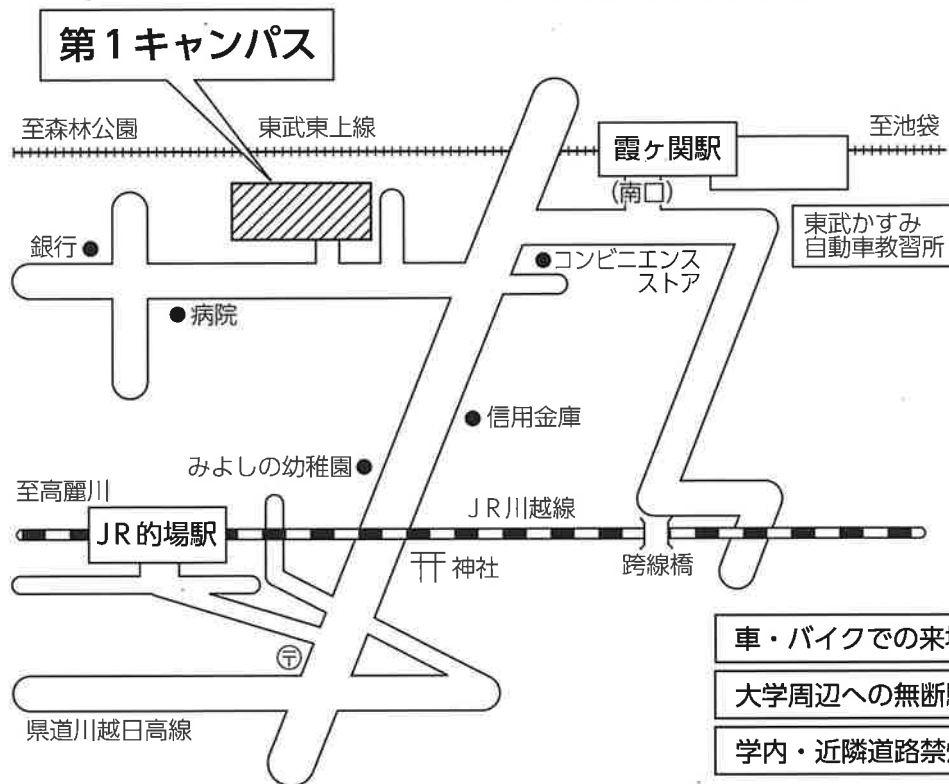 第1キャンパス
至森林公園
東武東上線
霞ヶ関駅
至池袋
(南口)
東武かすみ
自動車教習所
銀行
コンビニエンス
ストア
病院
信用金庫
みよしの幼稚園
至高麗川
JR川越線
JR的場駅
神社
跨線橋
〒
車・バイクでの来
大学周辺への無断
県道川越日高線
学内・近隣道路禁